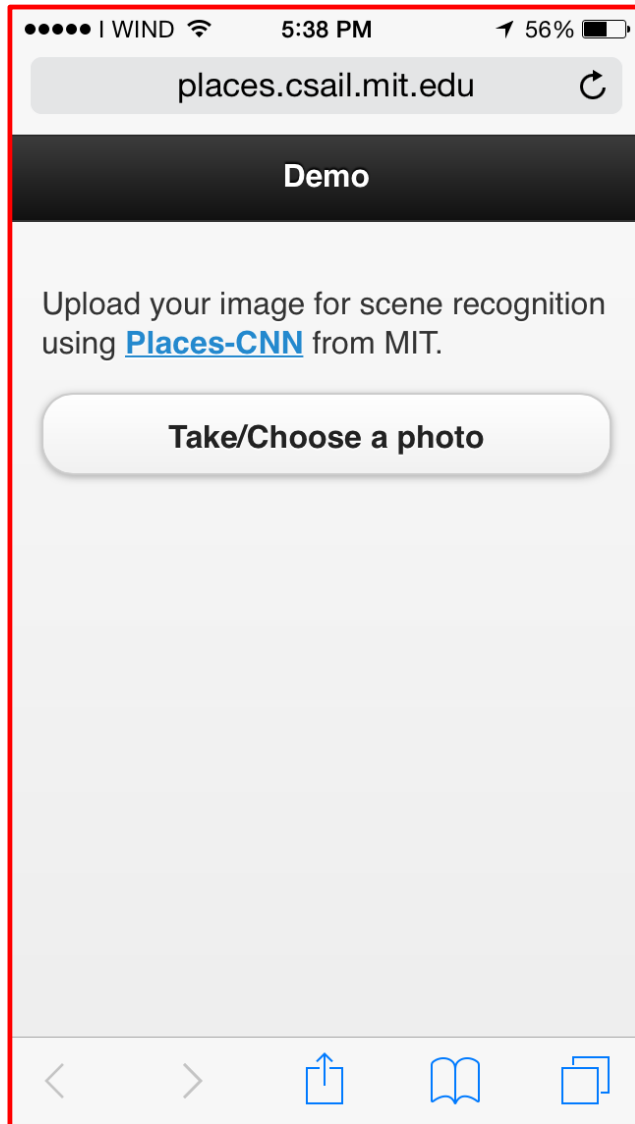 I WIND 5:38 PM 56%
places.csail.mit.edu
Demo
Upload your image for scene recognition
using Places-CNN from MIT.
Take/Choose a photo